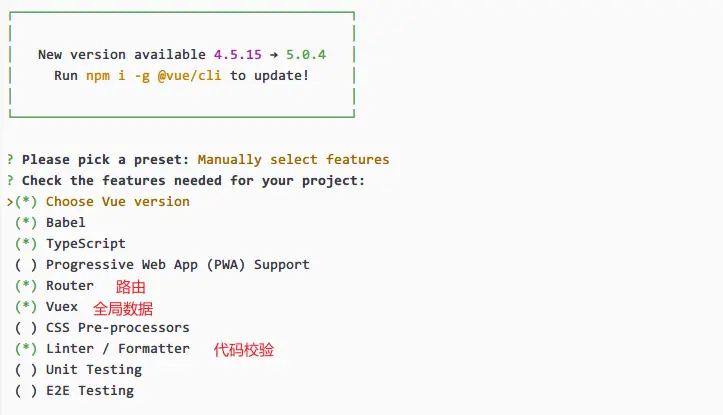 New version available 4.5.15 → 5.0.4
Run npm i -g @vue/cli to update!
? Please pick a preset: Manually select features
? Check the features needed for your project:
>(*) Choose Vue version
(*) Babel
(*) TypeScript
( ) Progressive Web App (PWA) Support
(*) Router 路由
(*) Vuex 全局数据
( ) CSS Pre-processors
(*) Linter / Formatter 代码校验
( ) Unit Testing
( ) E2E Testing